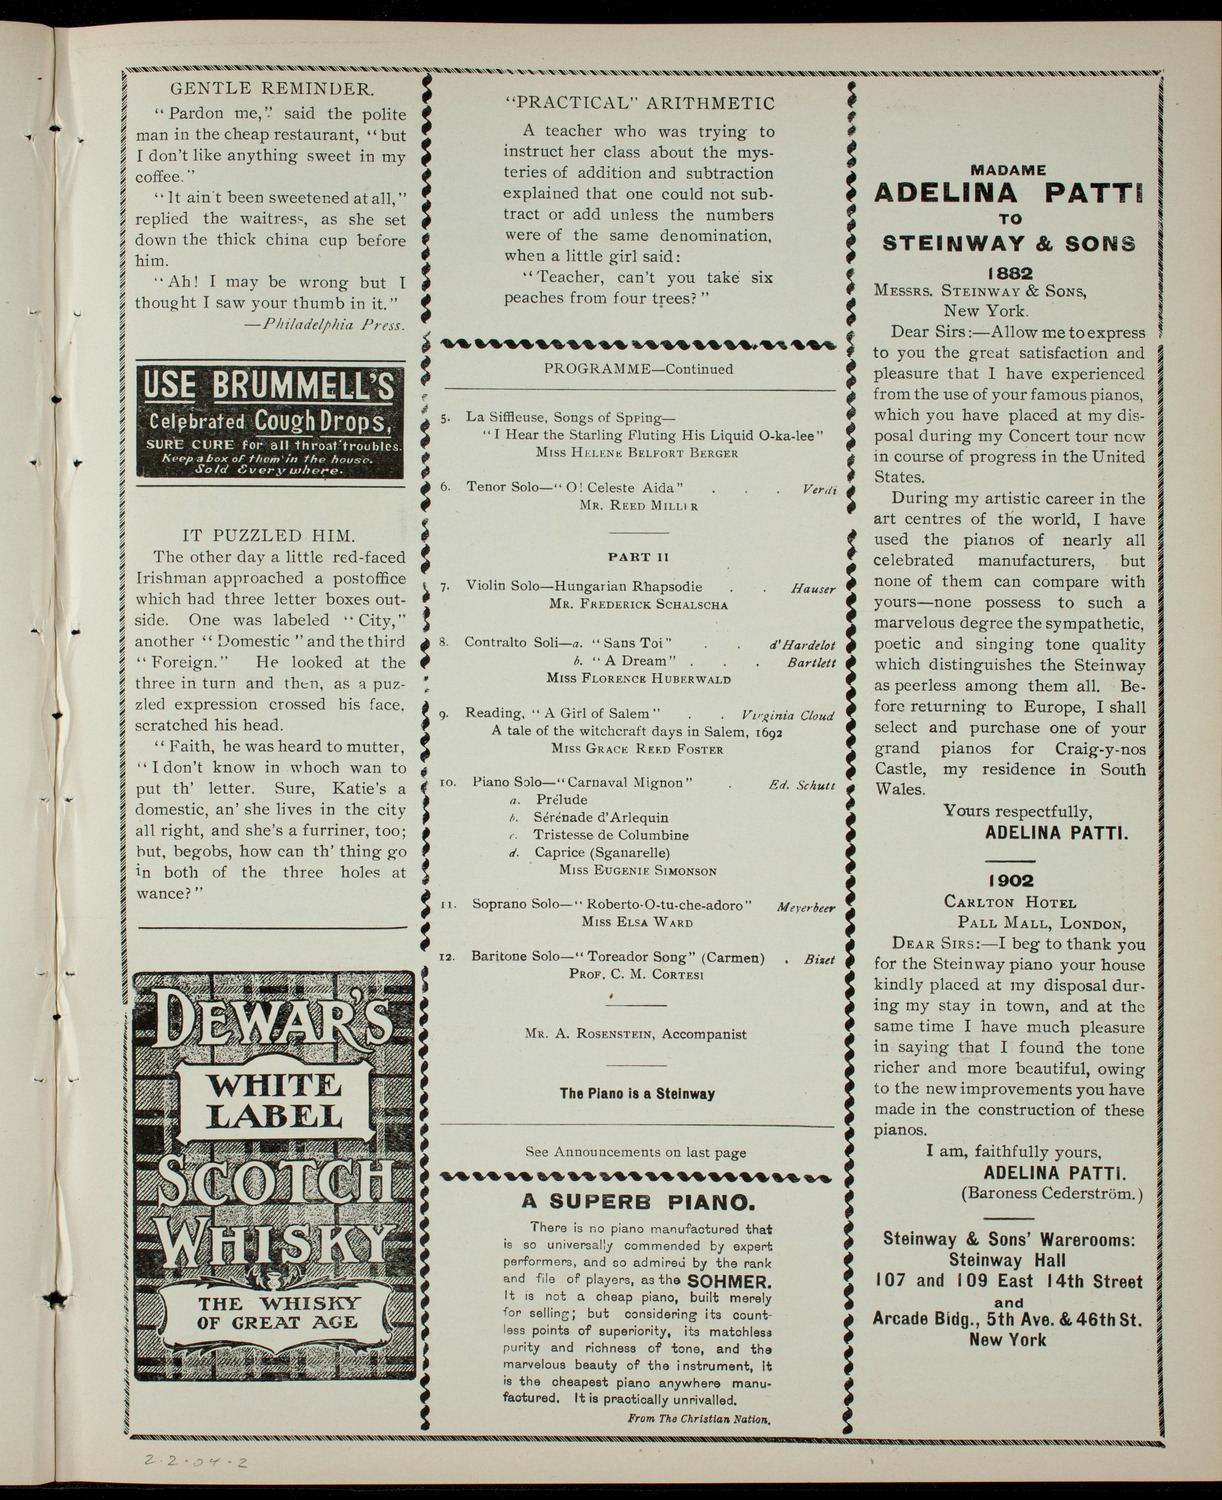 GENTLE REMINDER.
“Pardon me,” said the polite
man in the cheap restaurant, “but
I don't like anything sweet in my
coffee.”
“It ain't been sweetened at all,”
replied the waitress, as she set
down the thick china cup before
him.
“Ah! I may be wrong but I
thought I saw your thumb in it.”
—Philadelphia Press.
USE BRUMMELL'S
Celebrated Cough Drops,
SURE CURE For all throat troubles.
Keep a box of them in the house.
Sold Everywhere.
IT PUZZLED HIM.
The other day a little red-faced
Irishman approached a postoffice
which had three letter boxes out-
side. One was labeled “City,”
another “Domestic” and the third
“Foreign.” He looked at the
three in turn and then, as a puz-
zled expression crossed his face,
scratched his head.
“Faith, he was heard to mutter,
“I don't know in whoch wan to
put th' letter. Sure, Katie's a
domestic, an' she lives in the city
all right, and she's a furriner, too;
but, begobs, how can th' thing go
in both of the three holes at
wance?”
DEWAR'S
WHITE
LABEL
SCOTCH
WHISKY
THE WHISKY
OF GREAT AGE
“PRACTICAL” ARITHMETIC
A teacher who was trying to
instruct her class about the mys-
teries of addition and subtraction
explained that one could not sub-
tract or add unless the numbers
were of the same denomination,
when a little girl said:
“Teacher, can't you take six
peaches from four trees?”
PROGRAMME—Continued
5. La Siffleuse, Songs of Spping—
“I Hear the Starling Fluting His Liquid O-ka-lee”
MISS HELENE BELFORT BERGER
6. Tenor Solo—“O! Celeste Aida” . . . Verdi
MR. REED MILLER
PART II
7. Violin Solo—Hungarian Rhapsodie . . Hauser
MR. FREDERICK SCHALSCHA
8. Contralto Soli—a. “Sans Toi” . . d'Hardelot
b. “A Dream” . . . Bartlett
MISS FLORENCE HUBERWALD
9. Reading, “A Girl of Salem” . . Virginia Cloud
A tale of the witchcraft days in Salem, 1692
MISS GRACE REED FOSTER
10. Piano Solo—“Carnaval Mignon” . Ed. Schutt
a. Prélude
b. Sérénade d'Arlequin
c. Tristesse de Columbine
d. Caprice (Sganarelle)
MISS EUGENIE SIMONSON
11. Soprano Solo—“Roberto-O-tu-che-adoro” Meyerbeer
MISS ELSA WARD
12. Baritone Solo—“Toreador Song” (Carmen) . Bizet
PROF. C. M. CORTESI
MR. A. ROSENSTEIN, Accompanist
The Piano is a Steinway
See Announcements on last page
A SUPERB PIANO.
There is no piano manufactured that
is so universally commended by expert
performers, and so admired by the rank
and file of players, as the SOHMER.
It is not a cheap piano, built merely
for selling; but considering its count-
less points of superiority, its matchless
purity and richness of tone, and the
marvelous beauty of the instrument, it
is the cheapest piano anywhere manu-
factured. It is practically unrivalled.
From The Christian Nation.
MADAME
ADELINA PATTI
TO
STEINWAY & SONS
1882
MESSRS. STEINWAY & SONS,
New York.
Dear Sirs:—Allow me to express
to you the great satisfaction and
pleasure that I have experienced
from the use of your famous pianos,
which you have placed at my dis-
posal during my Concert tour now
in course of progress in the United
States.
During my artistic career in the
art centres of the world, I have
used the pianos of nearly all
celebrated manufacturers, but
none of them can compare with
yours—none possess to such a
marvelous degree the sympathetic,
poetic and singing tone quality
which distinguishes the Steinway
as peerless among them all. Be-
fore returning to Europe, I shall
select and purchase one of your
grand pianos for Craig-y-nos
Castle, my residence in South
Wales.
Yours respectfully,
ADELINA PATTI.
1902
CARLTON HOTEL
PALL MALL, LONDON,
DEAR SIRS:—I beg to thank you
for the Steinway piano your house
kindly placed at my disposal dur-
ing my stay in town, and at the
same time I have much pleasure
in saying that I found the tone
richer and more beautiful, owing
to the new improvements you have
made in the construction of these
pianos.
I am, faithfully yours,
ADELINA PATTI.
(Baroness Cederström.)
Steinway & Sons' Warerooms:
Steinway Hall
107 and 109 East 14th Street
and
Arcade Bldg., 5th Ave. & 46th St.
New York
2-2-04-2